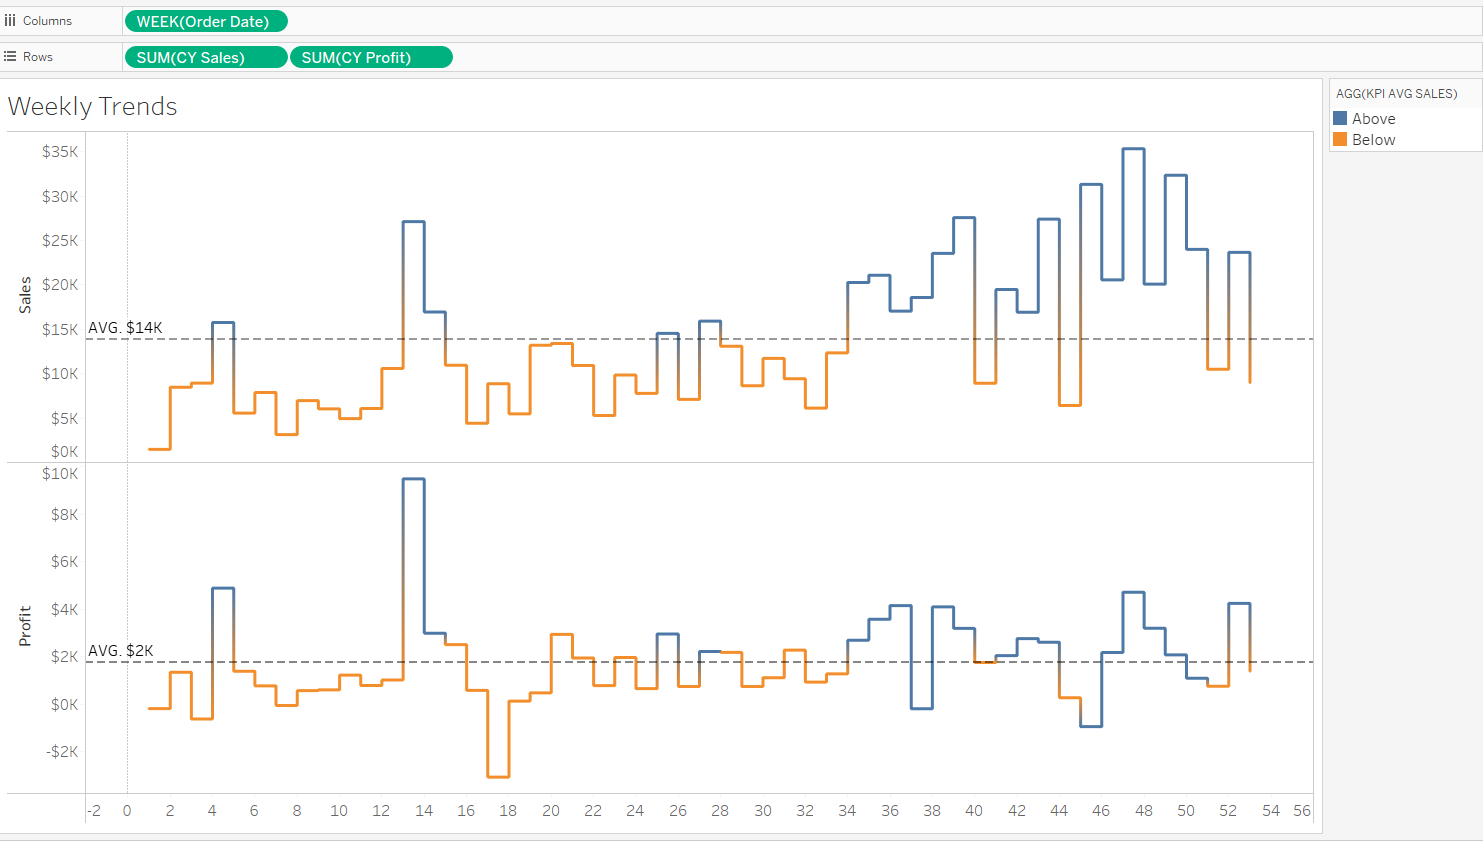 Columns WEEK(Order Date)
Rows SUM(CY Sales) SUM(CY Profit)
Weekly Trends
AGG(KPI AVG SALES)
Above
Below
Sales
$35K
$30K
$25K
$20K
$15K
$10K
$5K
$0K
AVG. $14K
Profit
$10K
$8K
$6K
$4K
$2K
$0K
-$2K
AVG. $2K
-2 0 2 4 6 8 10 12 14 16 18 20 22 24 26 28 30 32 34 36 38 40 42 44 46 48 50 52 54 56